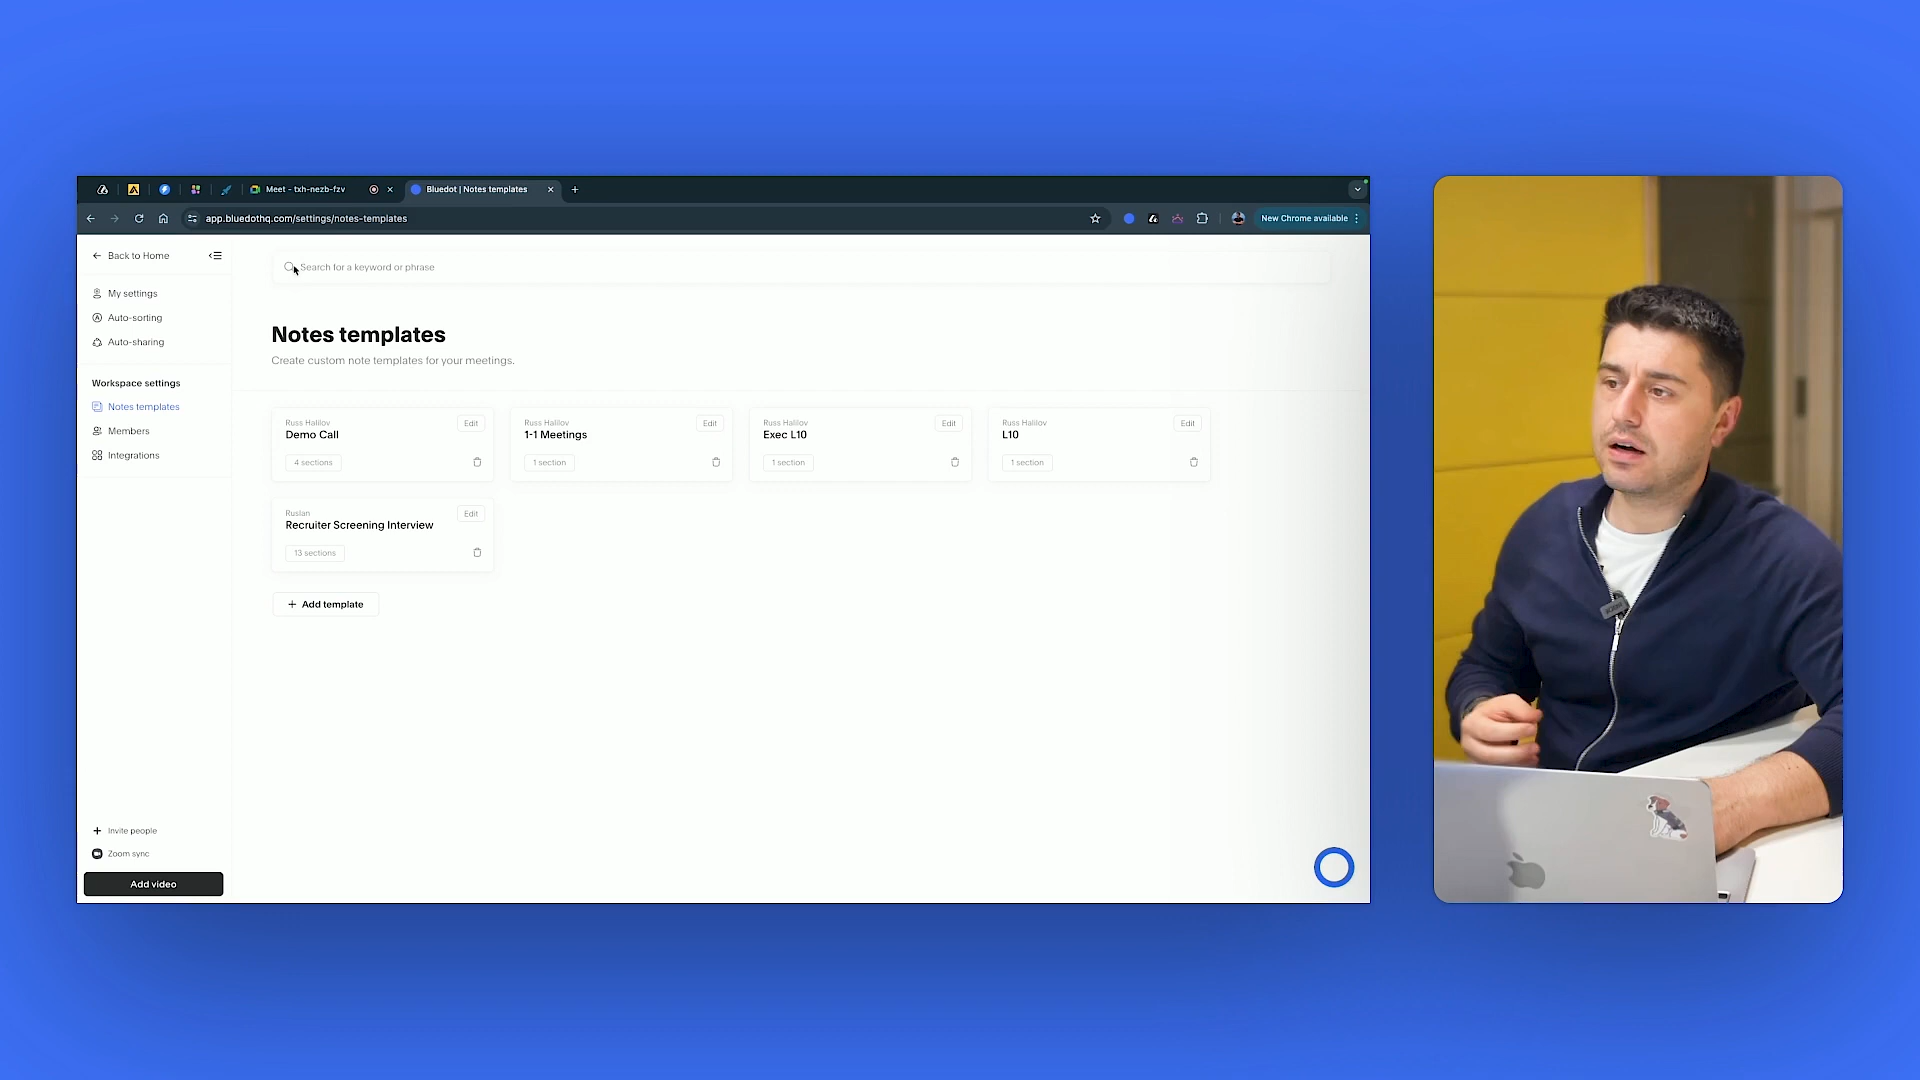 Meet - txh-nezb-fzv
Bluedot | Notes templates
app.bluedothq.com/settings/notes-templates
New Chrome available
Back to Home
Search for a keyword or phrase
My settings
Auto-sorting
Auto-sharing
Workspace settings
Notes templates
Members
Integrations
Notes templates
Create custom note templates for your meetings.
Russ Halilov
Edit
Demo Call
4 sections
Russ Halilov
Edit
1-1 Meetings
1 section
Russ Halilov
Edit
Exec L10
1 section
Russ Halilov
Edit
L10
1 section
Ruslan
Edit
Recruiter Screening Interview
13 sections
Add template
Invite people
Zoom sync
Add video